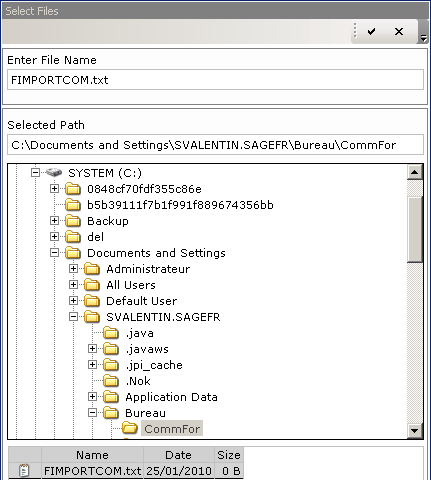 Select Files
Enter File Name
FIMPORTCOM.txt
Selected Path
C:\Documents and Settings\SVALENTIN.SAGEFR\Bureau\CommFor
SYSTEM (C:)
0848cf70fdf355c86e
b5b39111f7b1f991f889674356bb
Backup
del
Documents and Settings
Administrateur
All Users
Default User
SVALENTIN.SAGEFR
.java
.javaws
.jpi_cache
.Nok
Application Data
Bureau
CommFor
Name Date Size
FIMPORTCOM.txt 25/01/2010 0 B